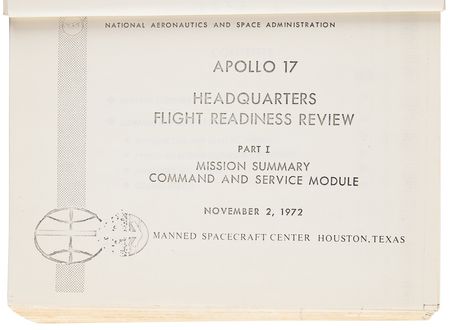 NATIONAL AERONAUTICS AND SPACE ADMINISTRATION
APOLLO 17
HEADQUARTERS
FLIGHT READINESS REVIEW
PART I
MISSION SUMMARY
COMMAND AND SERVICE MODULE
NOVEMBER 2, 1972
MANNED SPACECRAFT CENTER HOUSTON, TEXAS